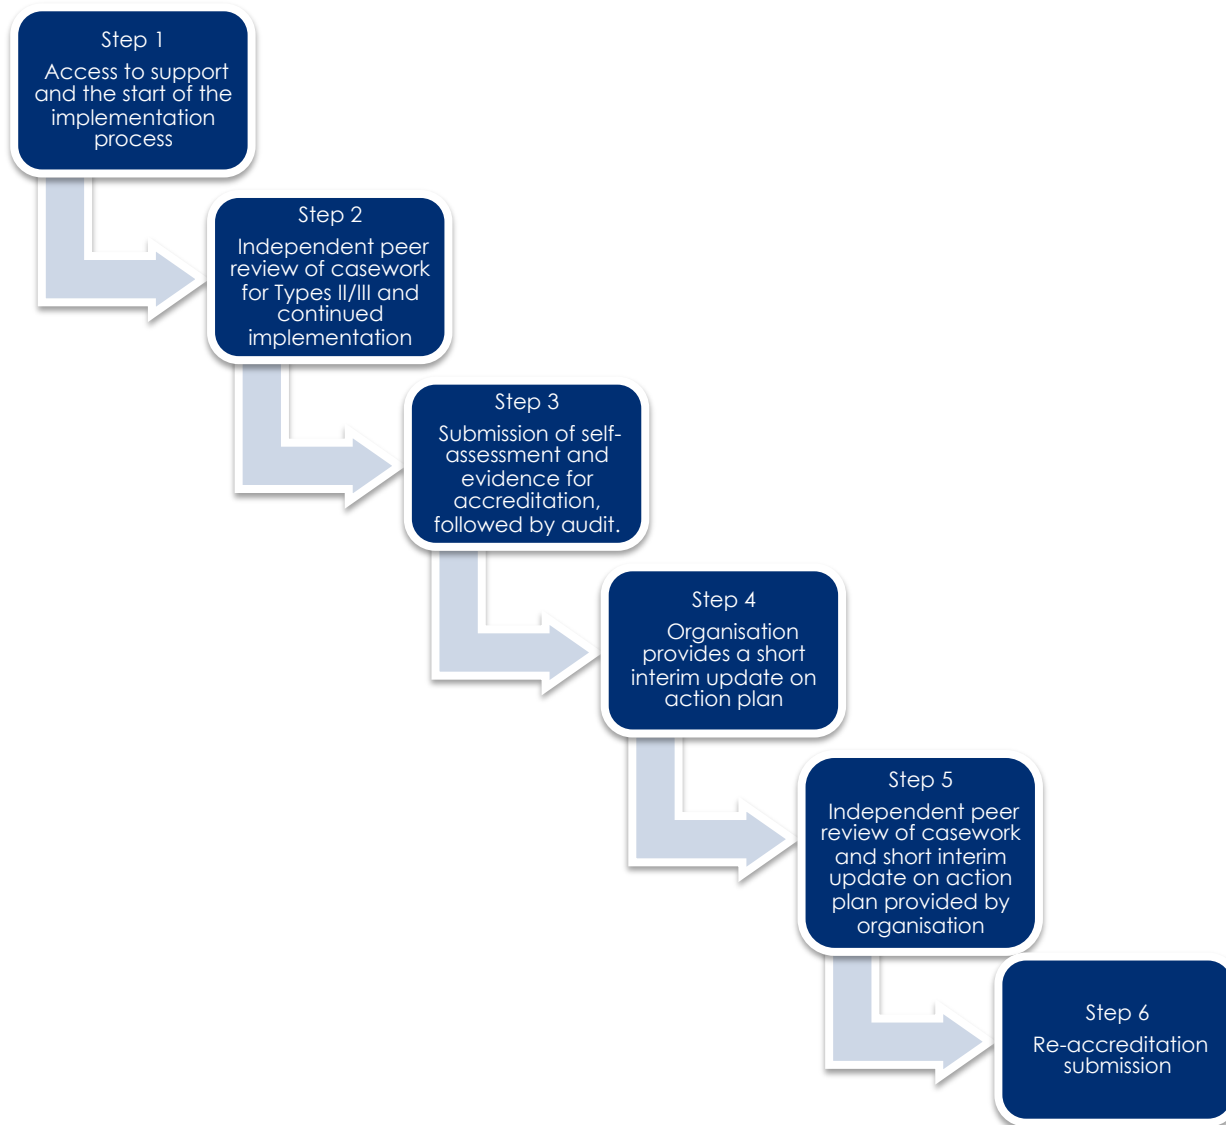 Step 1
Access to support
and the start of the
implementation
process
Step 2
Independent peer
review of casework
for Types II/III and
continued
implementation
Step 3
Submission of self-
assessment and
evidence for
accreditation,
followed by audit.
Step 4
Organisation
provides a short
interim update on
action plan
Step 5
Independent peer
review of casework
and short interim
update on action
plan provided by
organisation
Step 6
Re-accreditation
submission